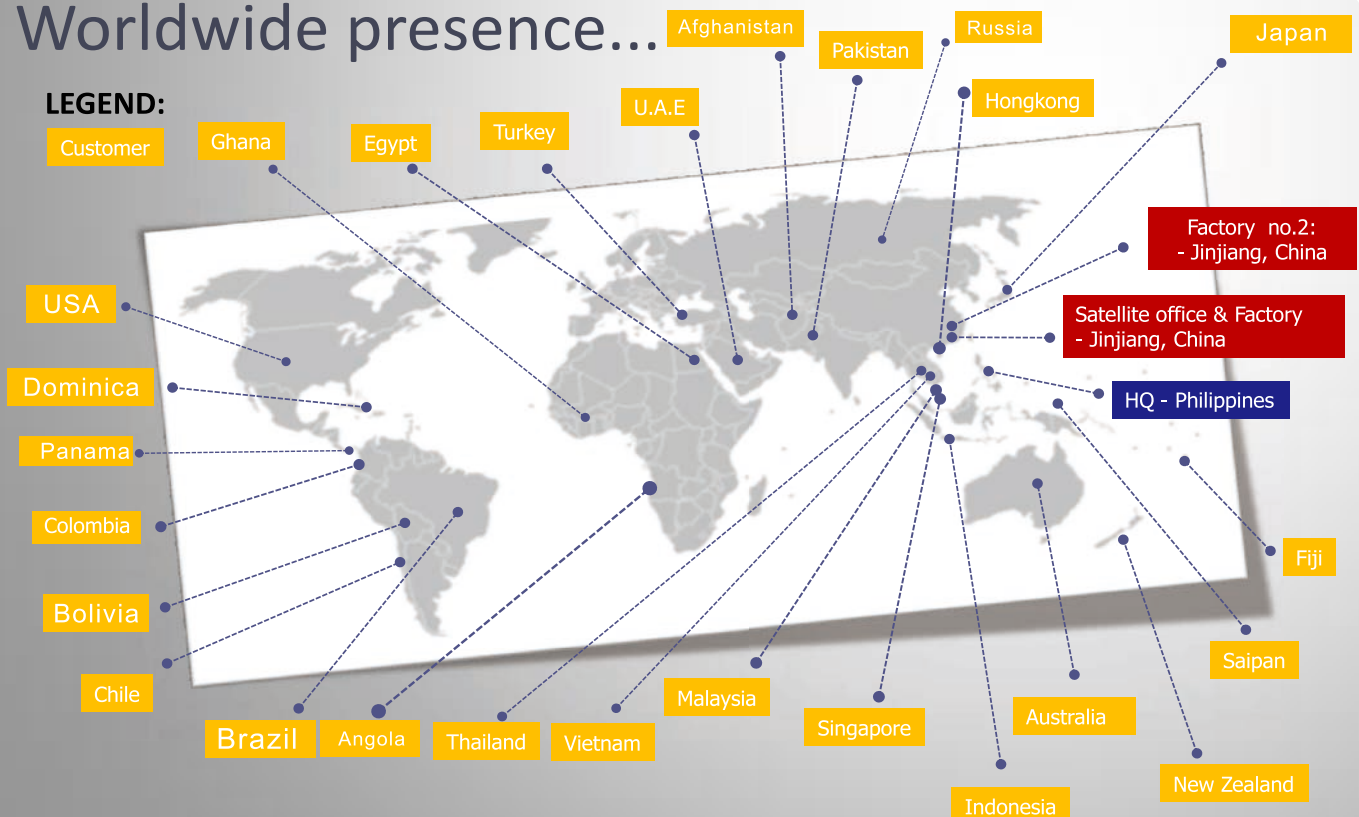 Worldwide presence...
LEGEND:
Customer
Ghana
Egypt
Turkey
U.A.E
Afghanistan
Pakistan
Russia
Hongkong
Japan
Factory no.2:
- Jinjiang, China
Satellite office & Factory
- Jinjiang, China
HQ - Philippines
USA
Dominica
Panama
Colombia
Bolivia
Chile
Brazil
Angola
Thailand
Vietnam
Malaysia
Singapore
Indonesia
Australia
New Zealand
Saipan
Fiji